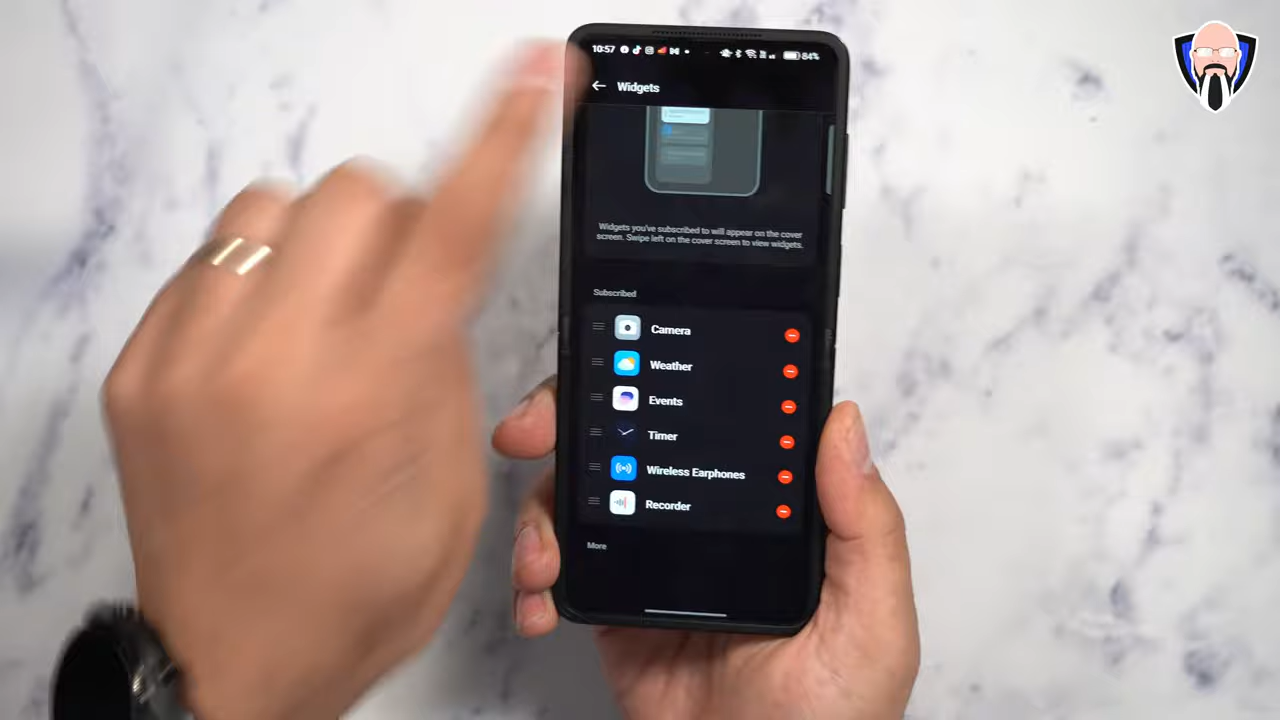 10:57
84%
Widgets
Widgets you've subscribed to will appear on the cover
screen. Swipe left on the cover screen to view widgets.
Subscribed
Camera
Weather
Events
Timer
Wireless Earphones
Recorder
More